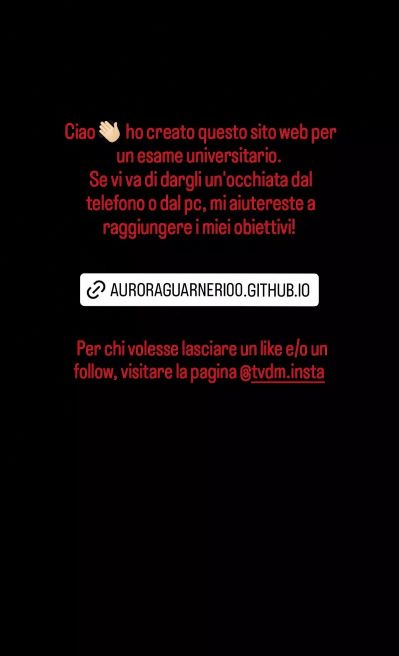 Ciao 👋🏻 ho creato questo sito web per
un esame universitario.
Se vi va di dargli un'occhiata dal
telefono o dal pc, mi aiutereste a
raggiungere i miei obiettivi!
AURORAGUARNERI00.GITHUB.IO
Per chi volesse lasciare un like e/o un
follow, visitare la pagina @tvdm.insta